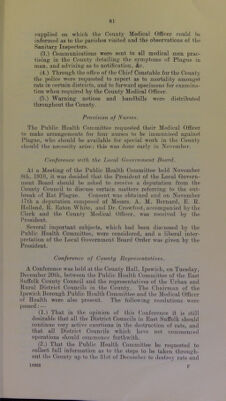 81
supplied on which the County Medical Officer could be
informed as to the parishes visited and the observations of the
Sanitary Inspectors.
(3.) Communications were sent to all medical men prac-
tising in the County detailing the symptoms of Plague in
man, and advising as to notification, &c.
(4.) Through the office of the Chief Constable for the County
the police were requested to report as to mortality amongst
rats in certain districts, and to forward specimens for examina-
tion when required by the County Medical Officer.
(5.) Warning notices and handbills were distributed
throughout the County.
Provision of Nurses.
The Public Health Committee requested their Medical Officer
to make arrangements for four nurses to be immunised against
Plague, who should be available for special work in the County
should the necessity arise; this was done early in November.
Conference with the Local Government Board.
At a Meeting of the Public Health Committee held November
8th, 1910, it was decided that the President of the Local Govern-
ment Board should be asked to receive a deputation from the
County Council to discuss certain matters referring to the out-
break of Rat Plague. Consent was obtained and on November
17th a deputation composed of Messrs. A. M. Bernard, E. R.
Holland, R. Eaton White, and Dr. Crawford, accompanied by the
Clerk and the County Medical Officer, was received by the
President.
Several important subjects, which had been discussed by the
Public Health Committee, were considered, and a liberal inter-
pretation of the Local Government Board Order was given by the
President.
Conference of County Representatives.
A Conference was held at the County Hall, Ipswich, on Tuesday,
December 20th, between the Public Health Committee of the East
Suffolk County Council and the representatives of the Urban and
Rural District Councils in the County. The Chairman of the
Ipswich Borough Public Health Committee and the Medical Officer
of Health were also present. The following resolutions were
passed:—
(1.) That in the opinion of this Conference it is still
desirable that all the District Councils in East Suffolk should
continue very active exertions in the destruction of rats, and
that all District Councils which have not commenced
operations should commence forthwith.
(2.) That the Public Health Committee be requested to
collect full information as to the steps to be taken through-
out the County up to the 31st of December to destroy rats and
F